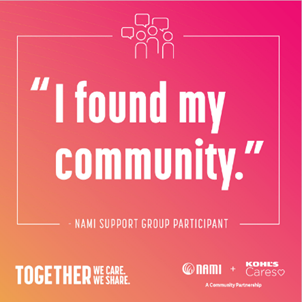 “I found my
community.”
- NAMI SUPPORT GROUP PARTICIPANT -
TOGETHER WE CARE.
WE SHARE.
NAMI + KOHL'S
Cares
A Community Partnership